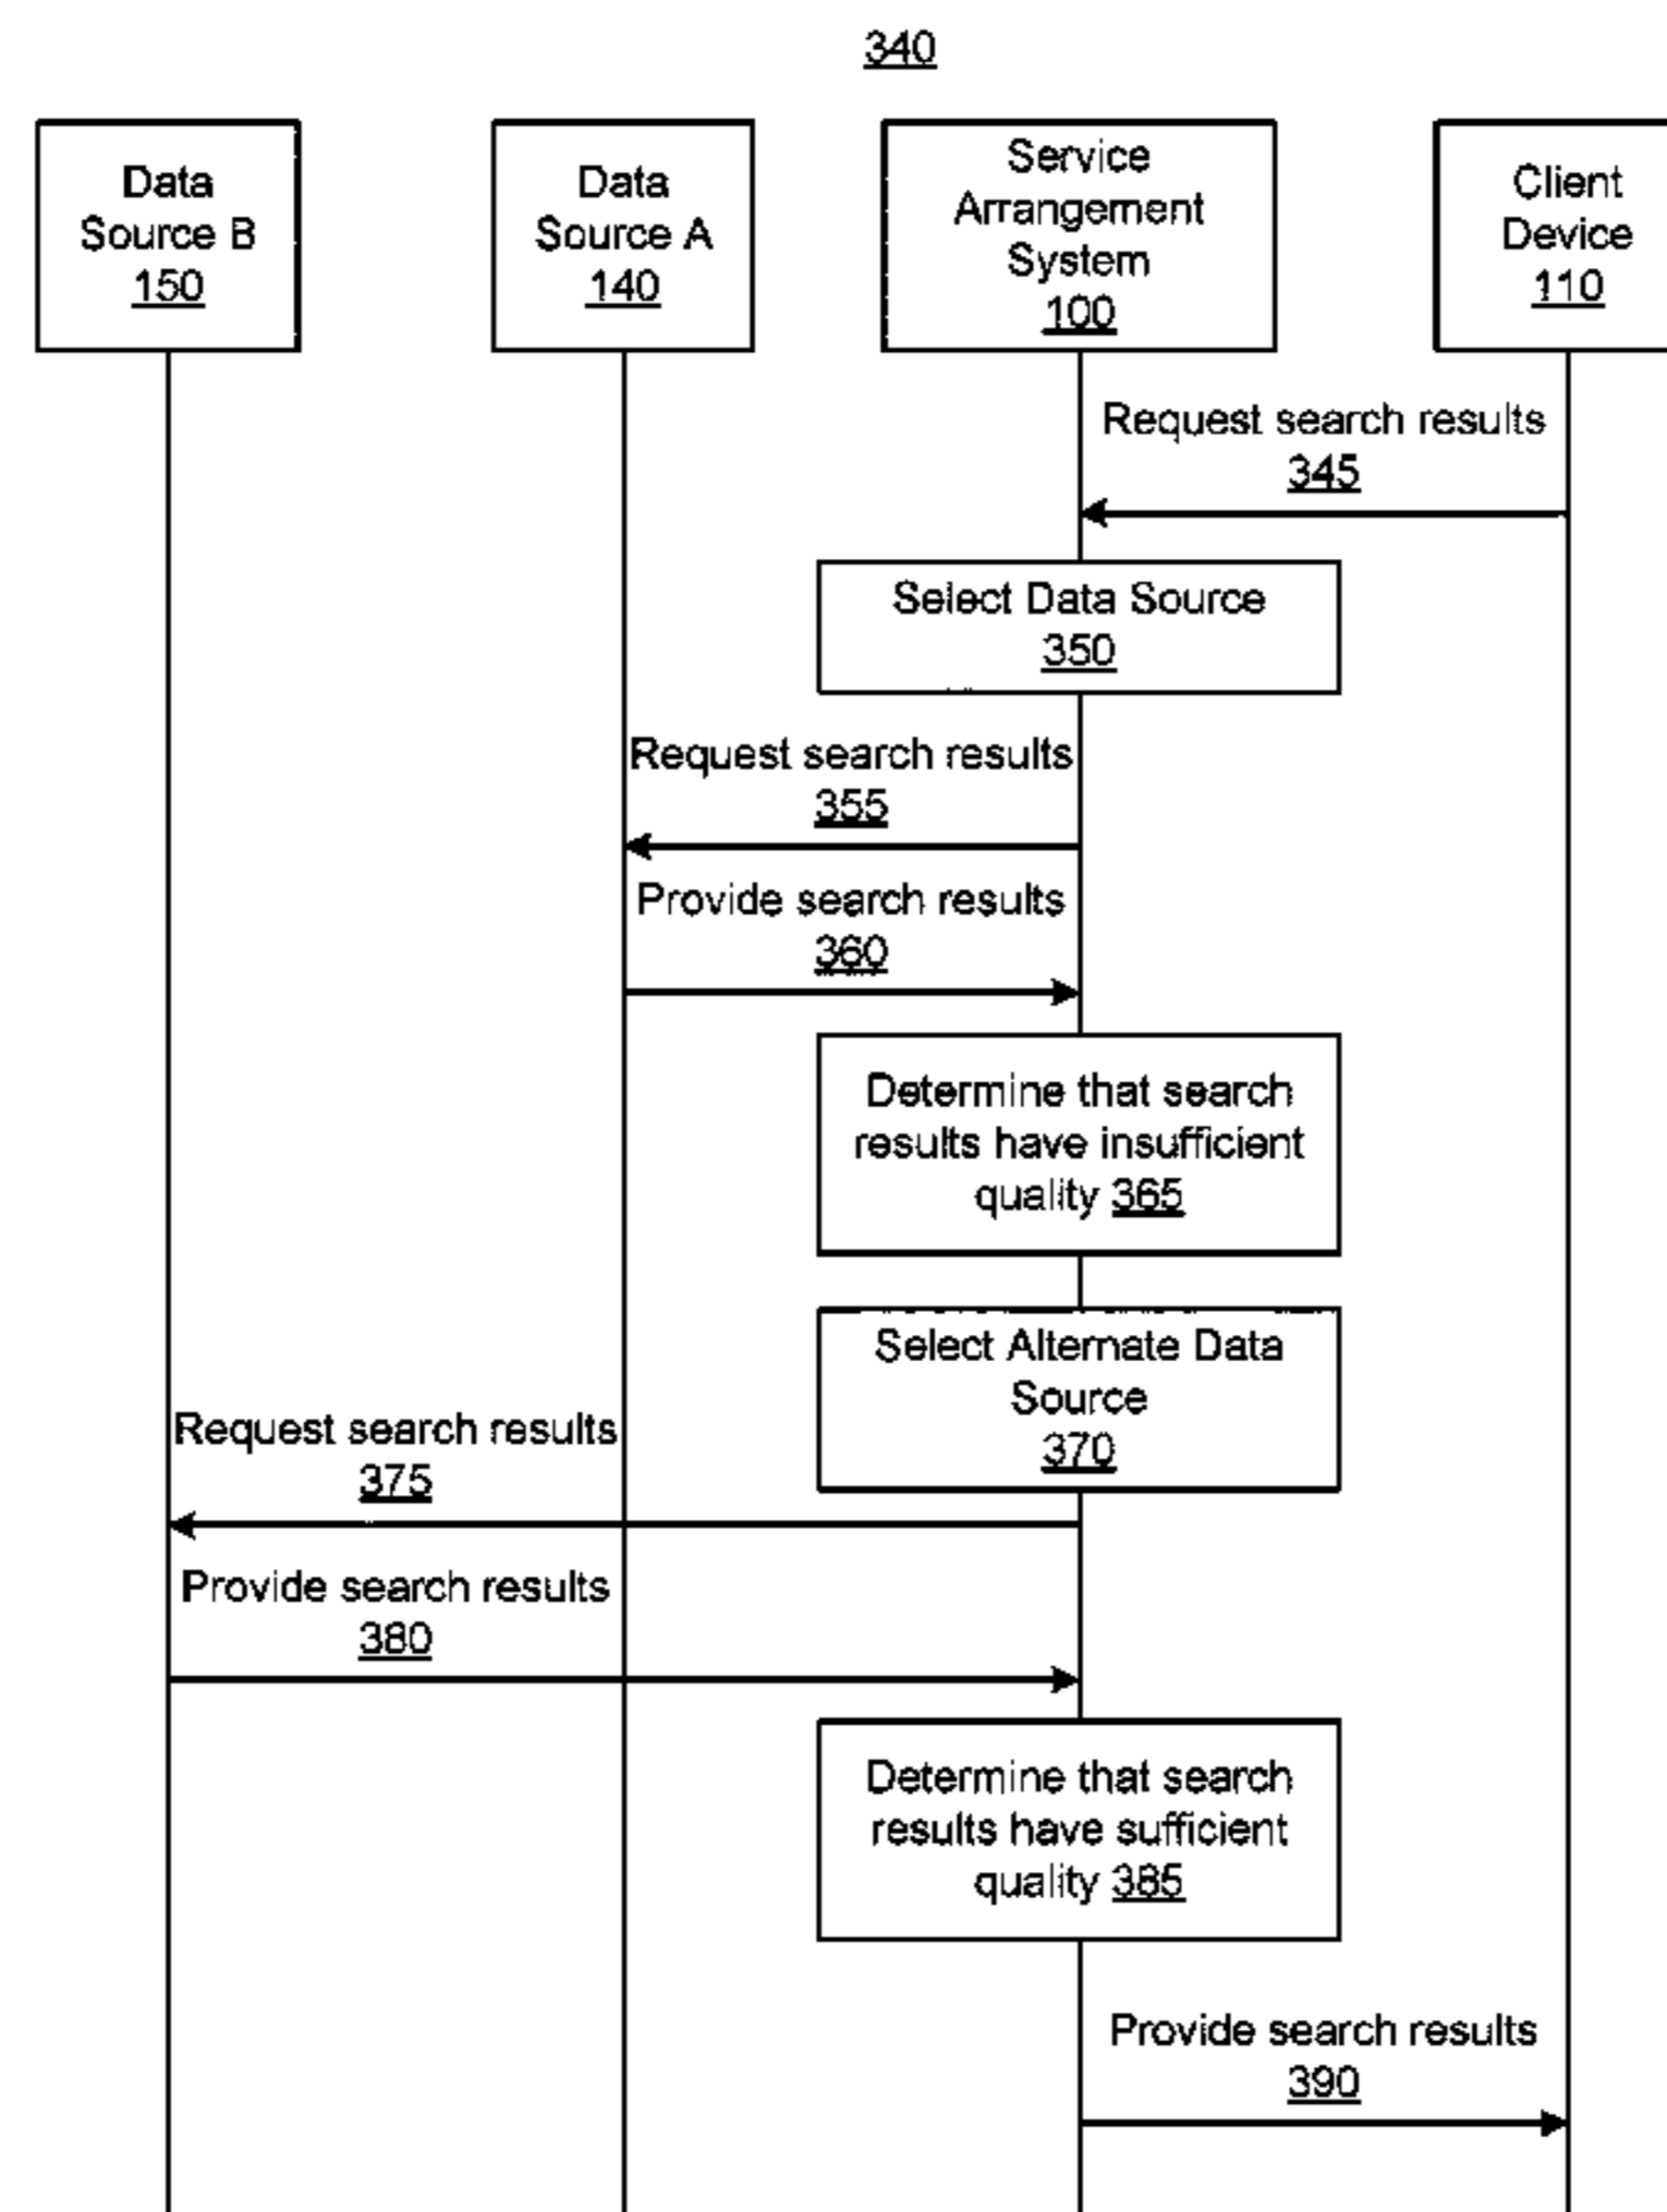 340
Data
Source B
150
Data
Source A
140
Service
Arrangement
System
100
Client
Device
110
Request search results
345
Select Data Source
350
Request search results
355
Provide search results
360
Determine that search
results have insufficient
quality 365
Select Alternate Data
Source
370
Request search results
375
Provide search results
380
Determine that search
results have sufficient
quality 385
Provide search results
390